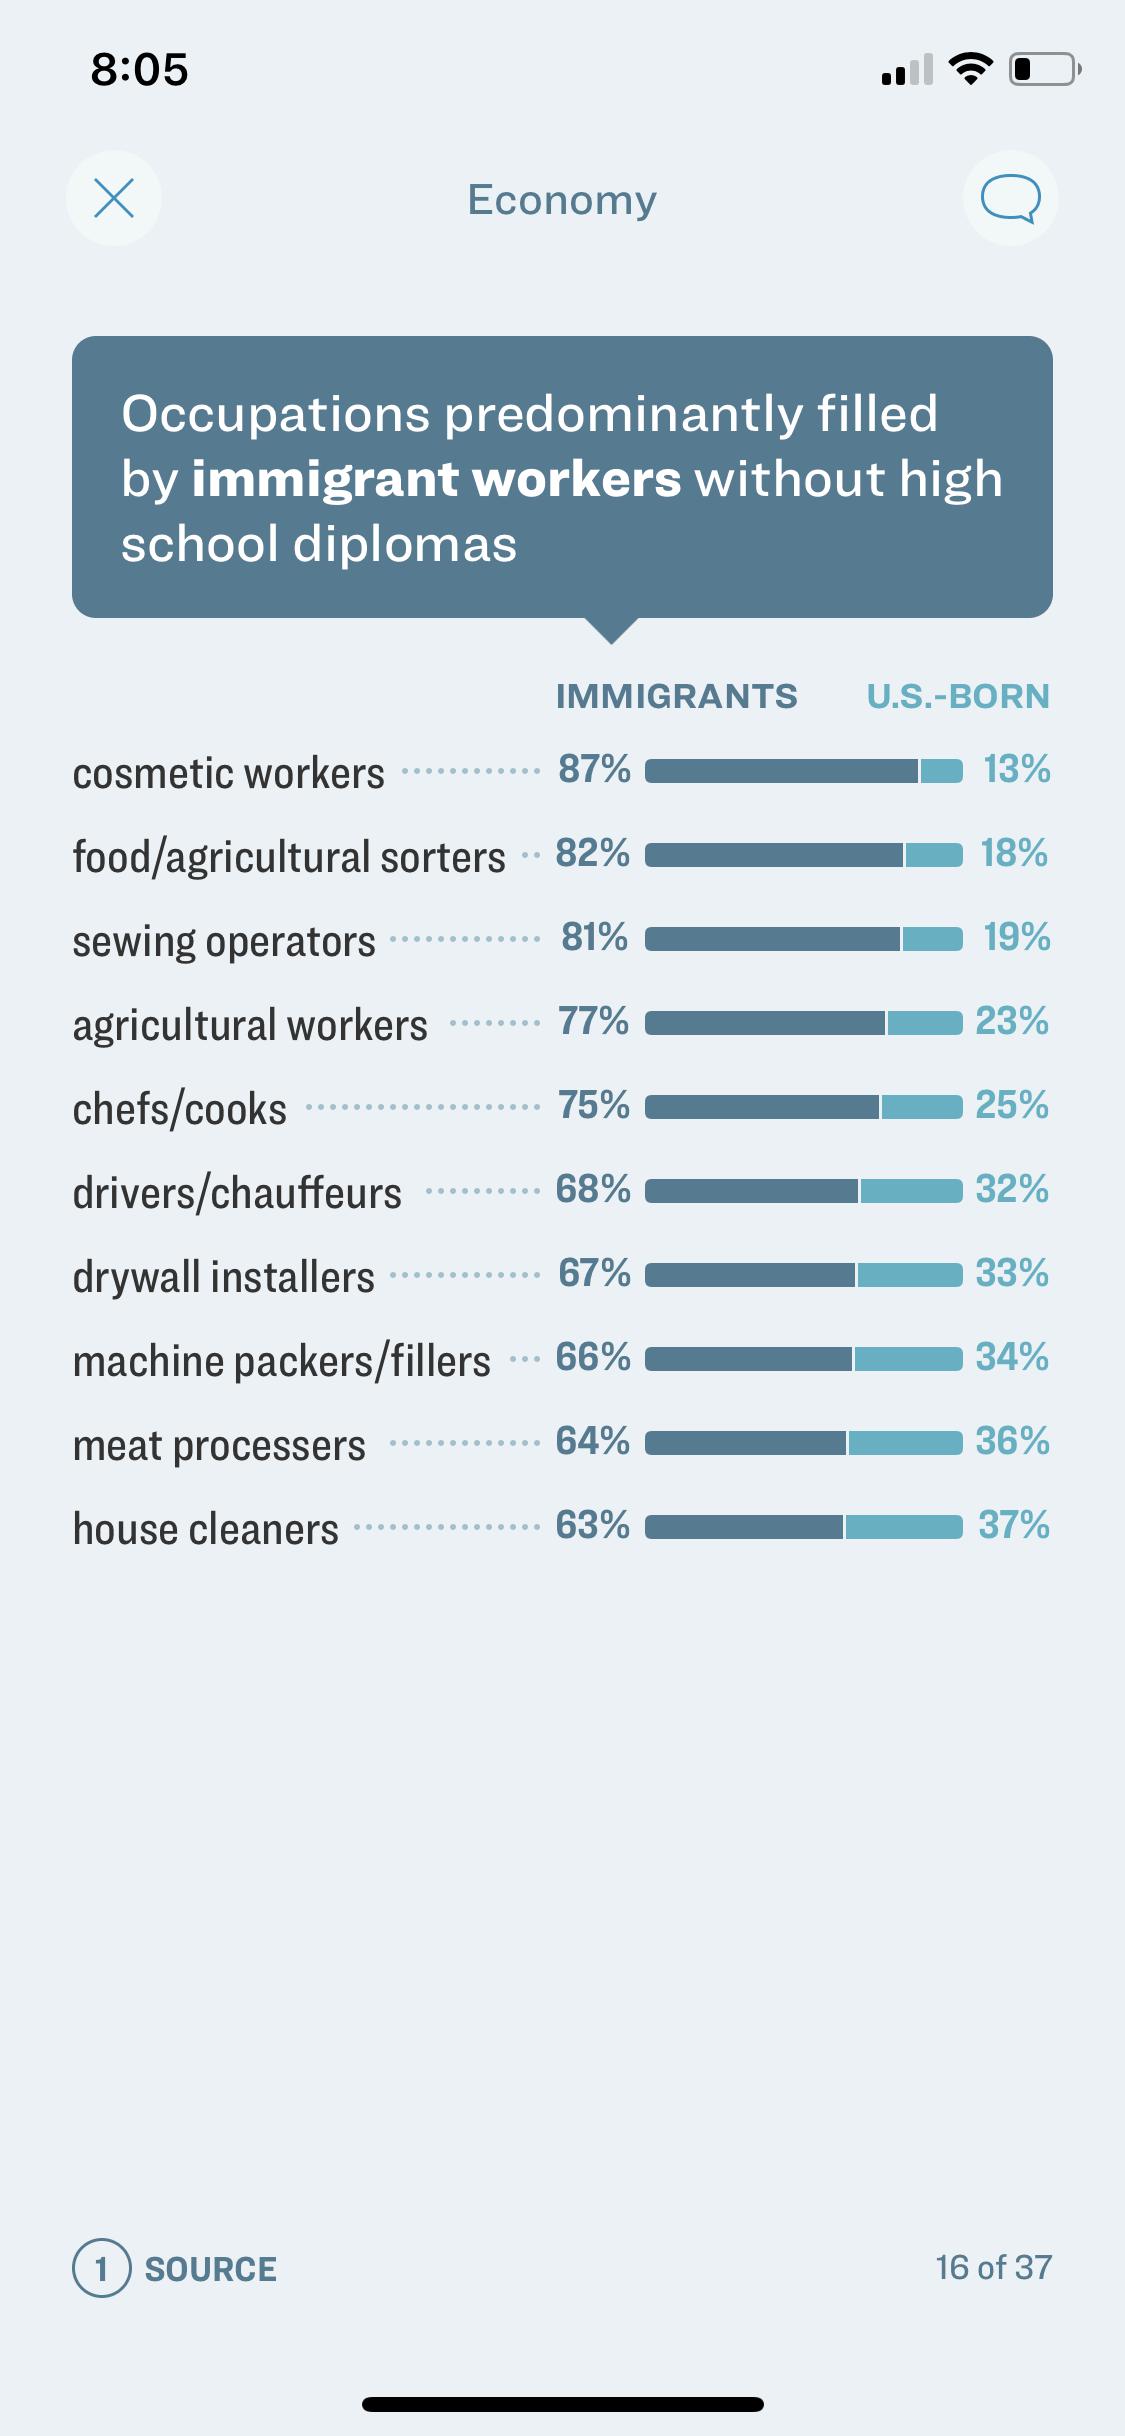 8:05
Economy
Occupations predominantly filled
by immigrant workers without high
school diplomas
IMMIGRANTS U.S.-BORN
cosmetic workers 87% 13%
food/agricultural sorters 82% 18%
sewing operators 81% 19%
agricultural workers 77% 23%
chefs/cooks 75% 25%
drivers/chauffeurs 68% 32%
drywall installers 67% 33%
machine packers/fillers 66% 34%
meat processers 64% 36%
house cleaners 63% 37%
1 SOURCE 16 of 37